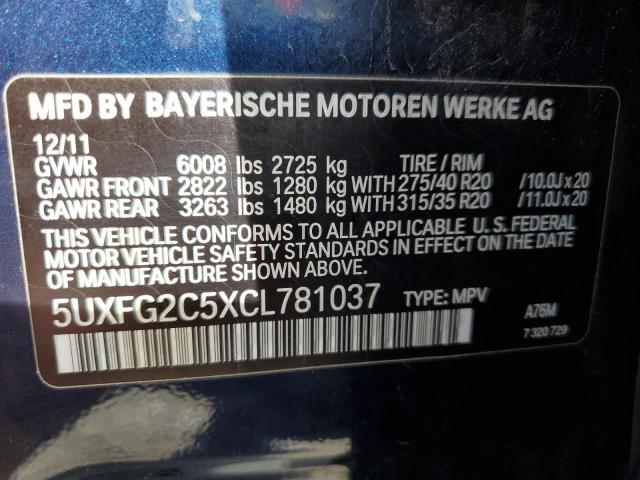 MFD BY BAYERISCHE MOTOREN WERKE AG
12/11
GVWR 6008 lbs 2725 kg TIRE / RIM
GAWR FRONT 2822 lbs 1280 kg WITH 275/40 R20 /10.0J x 20
GAWR REAR 3263 lbs 1480 kg WITH 315/35 R20 /11.0J x 20
THIS VEHICLE CONFORMS TO ALL APPLICABLE U. S. FEDERAL
MOTOR VEHICLE SAFETY STANDARDS IN EFFECT ON THE DATE
OF MANUFACTURE SHOWN ABOVE.
5UXFG2C5XCL781037 TYPE: MPV A76M
7 320 729